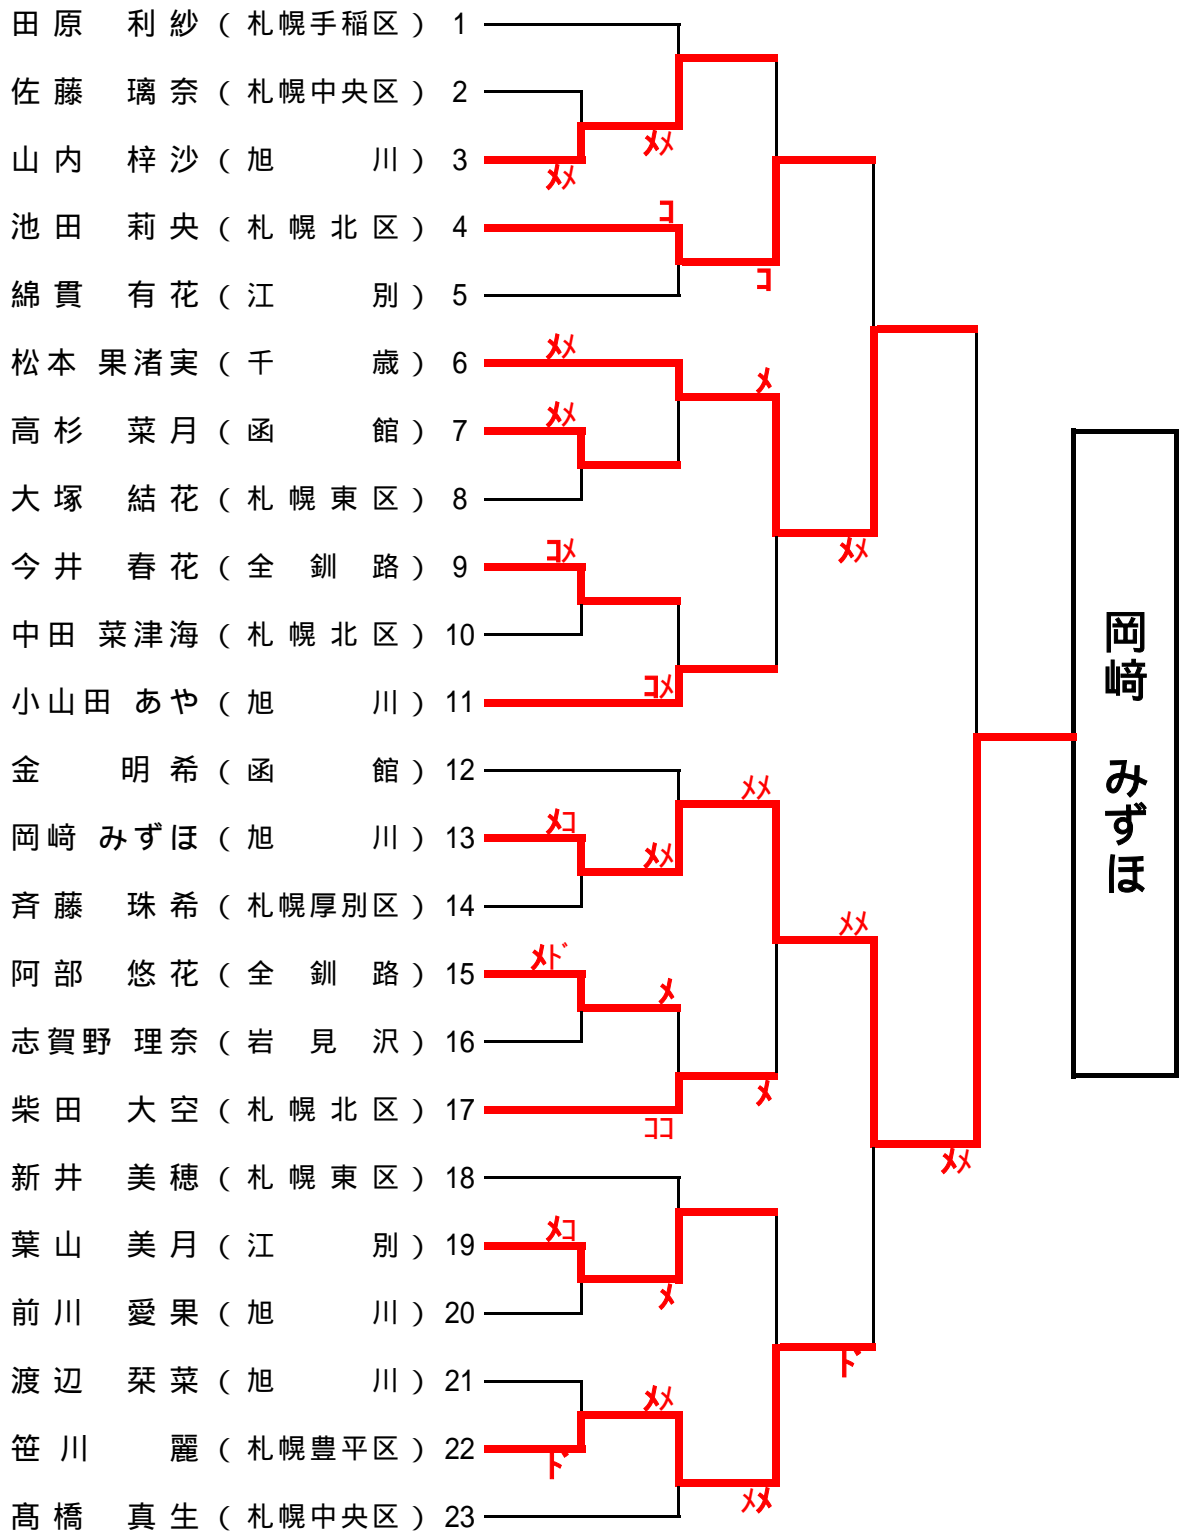 田原 利紗 ( 札幌手稲区 ) 1
佐藤 璃奈 ( 札幌中央区 ) 2
メメ
山内 梓沙 ( 旭 川 ) 3
メメ
コ
池田 莉央 ( 札幌北区 ) 4
コ
綿貫 有花 ( 江 別 ) 5
メメ
松本 果渚実 ( 千 歳 ) 6
メ
メメ
高杉 菜月 ( 函 館 ) 7
大塚 結花 ( 札幌東区 ) 8
コメ
メメ
今井 春花 ( 全 釧 路 ) 9
中田 菜津海 ( 札幌北区 ) 10
コメ
小山田 あや ( 旭 川 ) 11
金 明希 ( 函 館 ) 12
メメ
メコ
岡﨑 みずほ ( 旭 川 ) 13
メメ
斉藤 珠希 ( 札幌厚別区 ) 14
メメ
メド
阿部 悠花 ( 全 釧 路 ) 15
メ
志賀野 理奈 ( 岩 見 沢 ) 16
メ
柴田 大空 ( 札幌北区 ) 17
ココ
メメ
新井 美穂 ( 札幌東区 ) 18
メコ
葉山 美月 ( 江 別 ) 19
メ
前川 愛果 ( 旭 川 ) 20
ド
渡辺 栞菜 ( 旭 川 ) 21
メメ
笹川 麗 ( 札幌豊平区 ) 22
ド
メメ
髙橋 真生 ( 札幌中央区 ) 23
岡﨑 みずほ